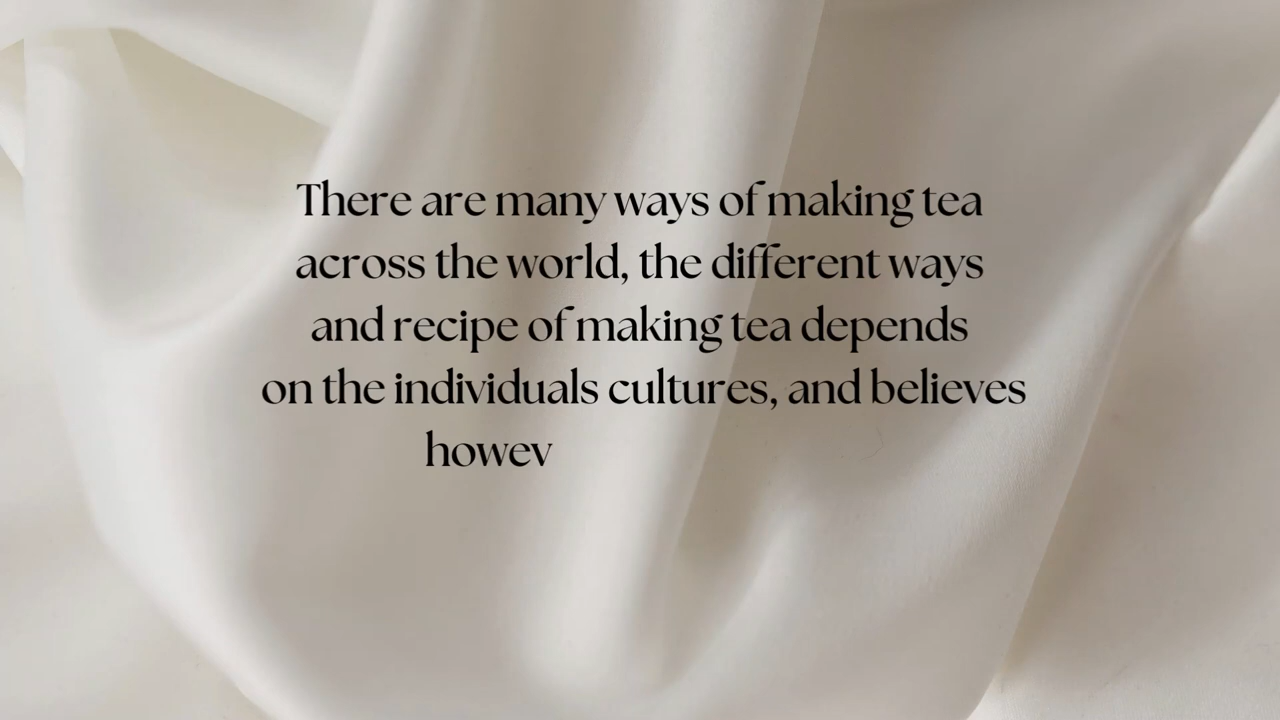 There are many ways of making tea
across the world, the different ways
and recipe of making tea depends
on the individuals cultures, and believes
howev